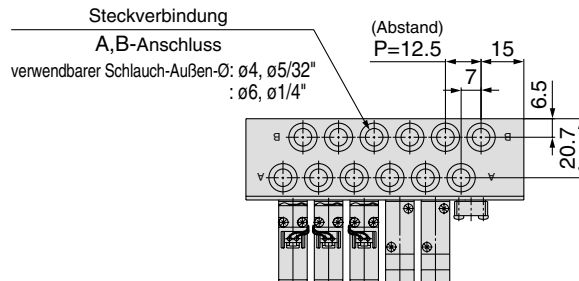 Steckverbindung
A,B-Anschluss
verwendbarer Schlauch-Außen-Ø: ø4, ø5/32"
: ø6, ø1/4"
(Abstand)
P=12.5
15
7
6.5
20.7
B
B
A
A